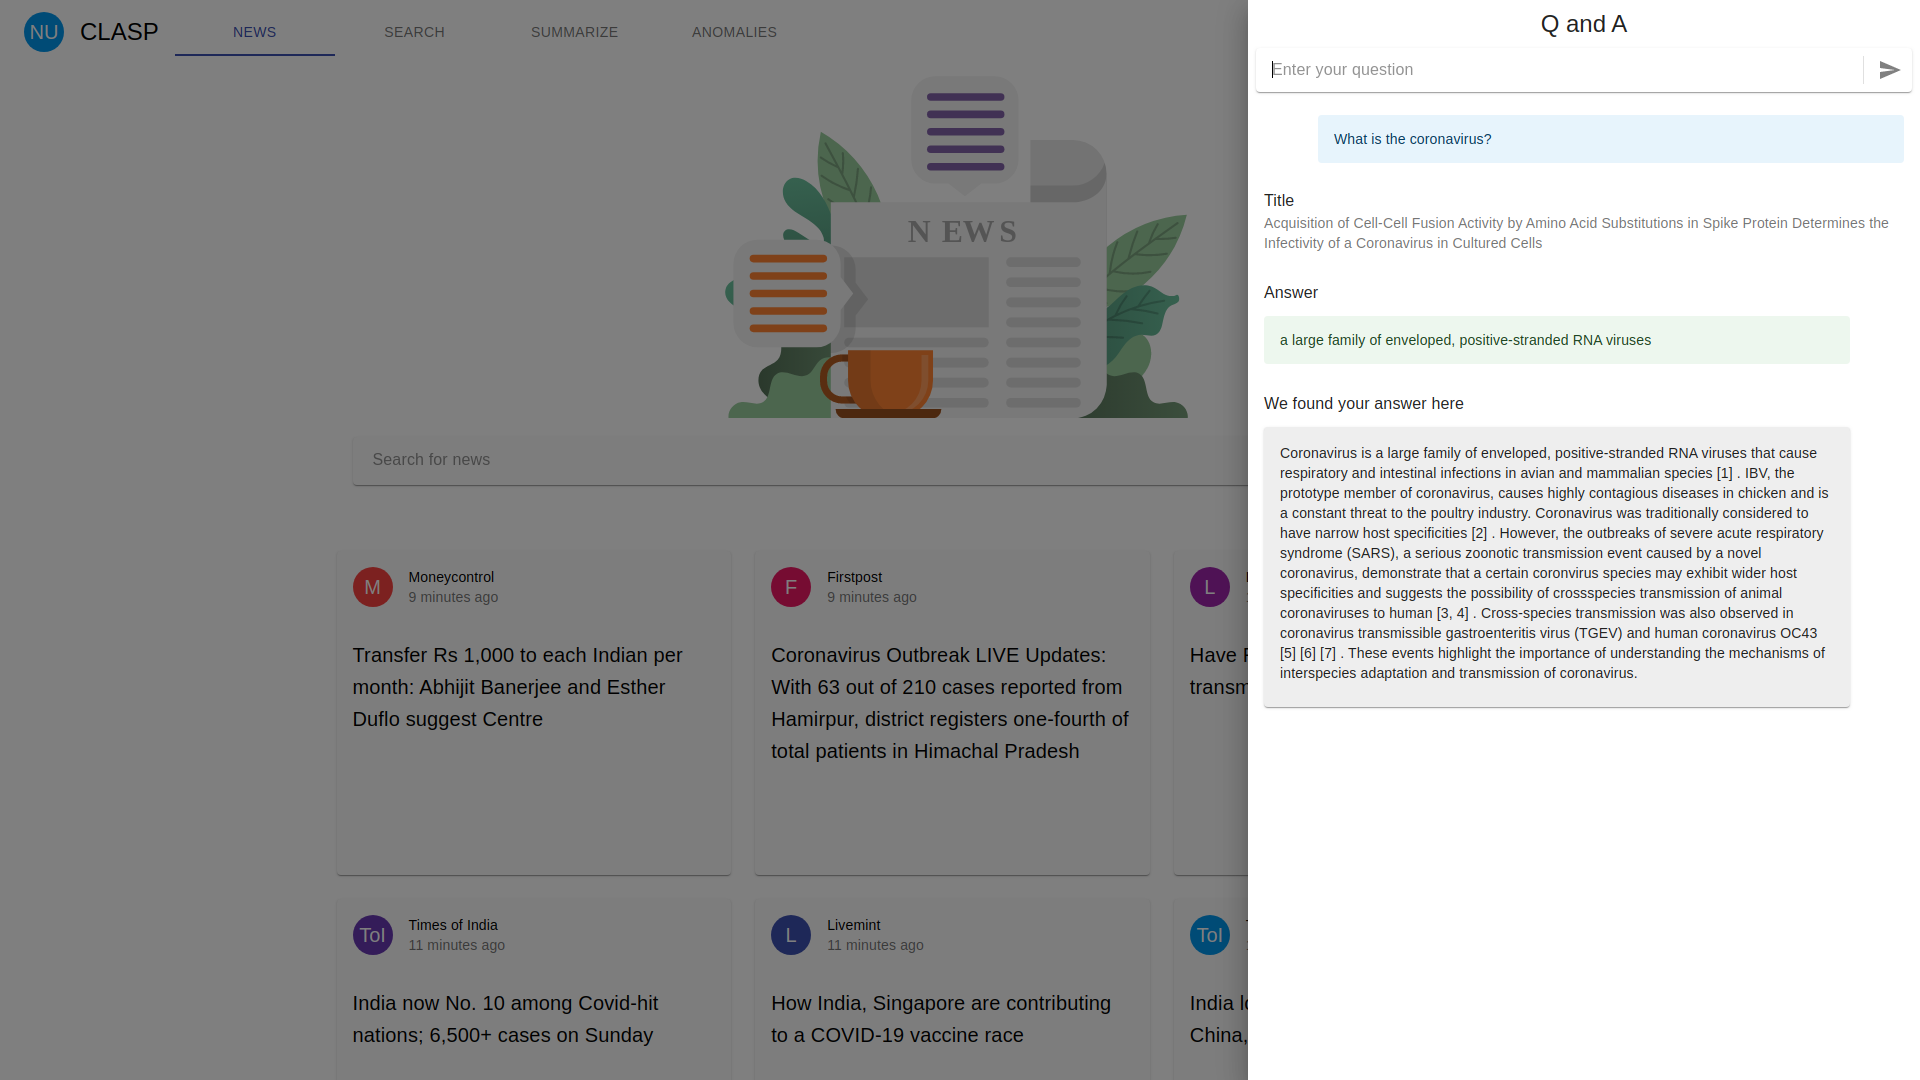 NU CLASP NEWS SEARCH SUMMARIZE ANOMALIES
N EWS
Search for news
M Moneycontrol
9 minutes ago
Transfer Rs 1,000 to each Indian per
month: Abhijit Banerjee and Esther
Duflo suggest Centre
F Firstpost
9 minutes ago
Coronavirus Outbreak LIVE Updates:
With 63 out of 210 cases reported from
Hamirpur, district registers one-fourth of
total patients in Himachal Pradesh
L
Have
transm
ToI Times of India
11 minutes ago
India now No. 10 among Covid-hit
nations; 6,500+ cases on Sunday
L Livemint
11 minutes ago
How India, Singapore are contributing
to a COVID-19 vaccine race
ToI
India
China,
Q and A
Enter your question
What is the coronavirus?
Title
Acquisition of Cell-Cell Fusion Activity by Amino Acid Substitutions in Spike Protein Determines the
Infectivity of a Coronavirus in Cultured Cells
Answer
a large family of enveloped, positive-stranded RNA viruses
We found your answer here
Coronavirus is a large family of enveloped, positive-stranded RNA viruses that cause
respiratory and intestinal infections in avian and mammalian species [1] . IBV, the
prototype member of coronavirus, causes highly contagious diseases in chicken and is
a constant threat to the poultry industry. Coronavirus was traditionally considered to
have narrow host specificities [2] . However, the outbreaks of severe acute respiratory
syndrome (SARS), a serious zoonotic transmission event caused by a novel
coronavirus, demonstrate that a certain coronvirus species may exhibit wider host
specificities and suggests the possibility of crossspecies transmission of animal
coronaviruses to human [3, 4] . Cross-species transmission was also observed in
coronavirus transmissible gastroenteritis virus (TGEV) and human coronavirus OC43
[5] [6] [7] . These events highlight the importance of understanding the mechanisms of
interspecies adaptation and transmission of coronavirus.